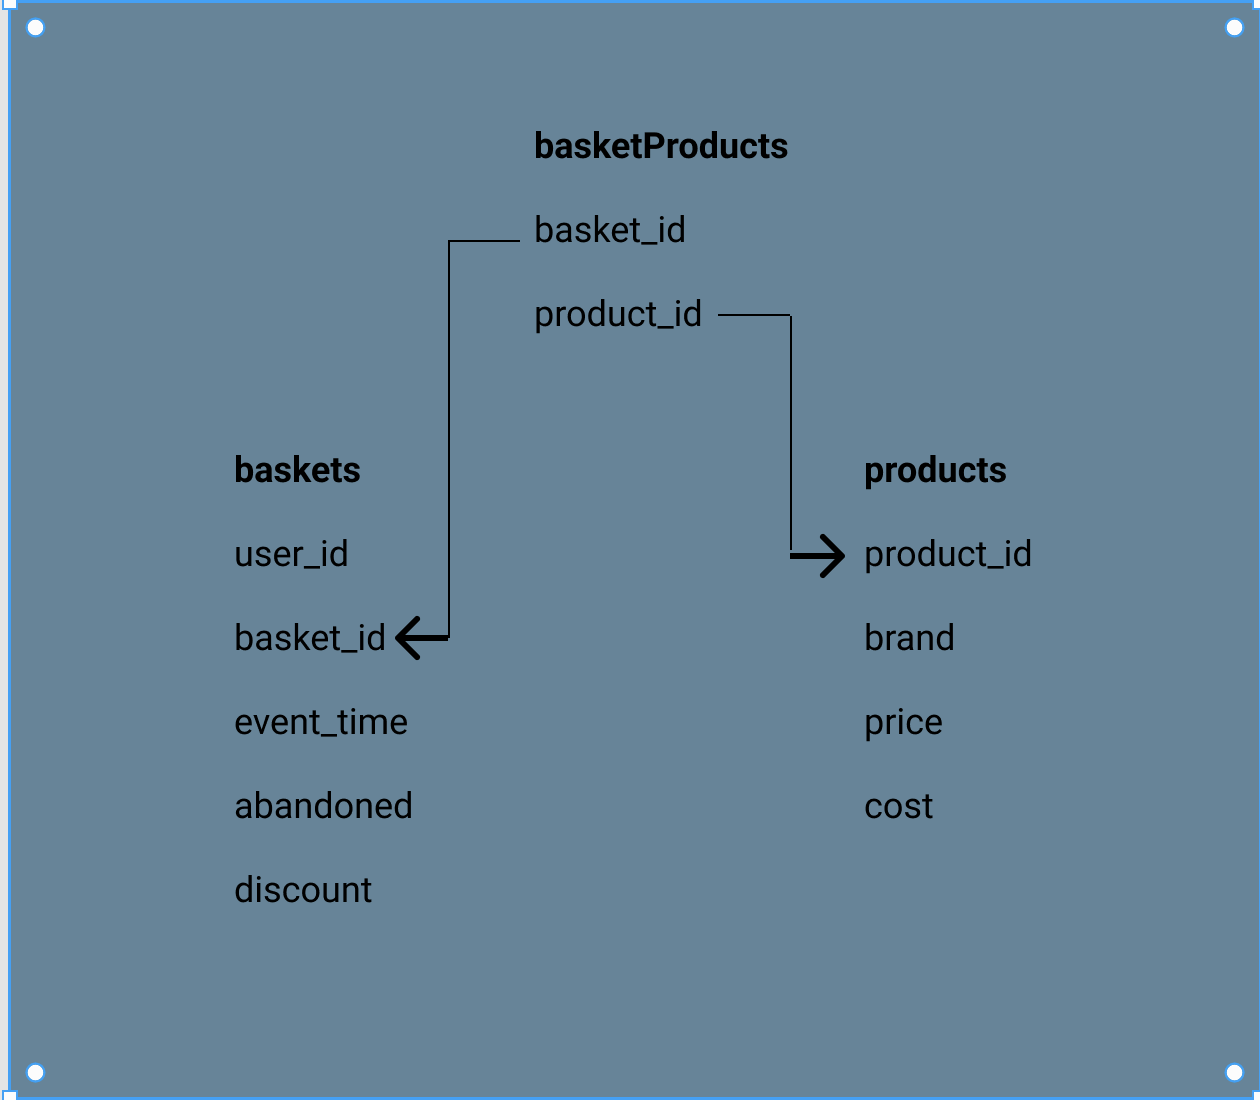 basketProducts
basket_id
product_id
baskets
user_id
basket_id
event_time
abandoned
discount
products
product_id
brand
price
cost